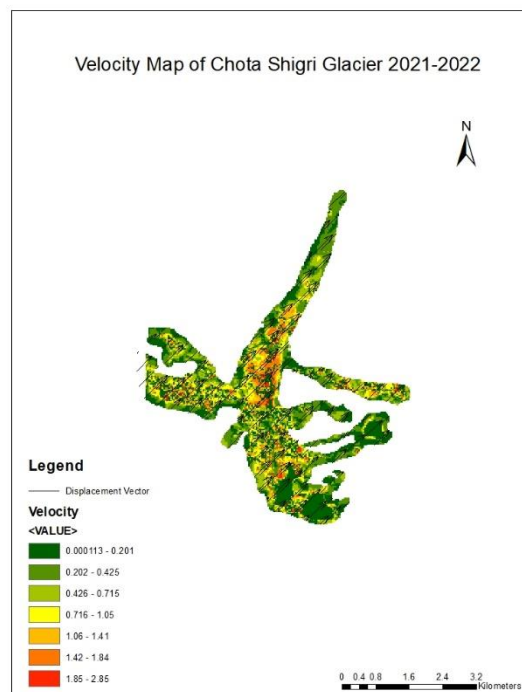 Velocity Map of Chota Shigri Glacier 2021-2022
N
Legend
Displacement Vector
Velocity
<VALUE>
0.000113 - 0.201
0.202 - 0.425
0.426 - 0.715
0.716 - 1.05
1.06 - 1.41
1.42 - 1.84
1.85 - 2.85
0 0.4 0.8 1.6 2.4 3.2
Kilometers